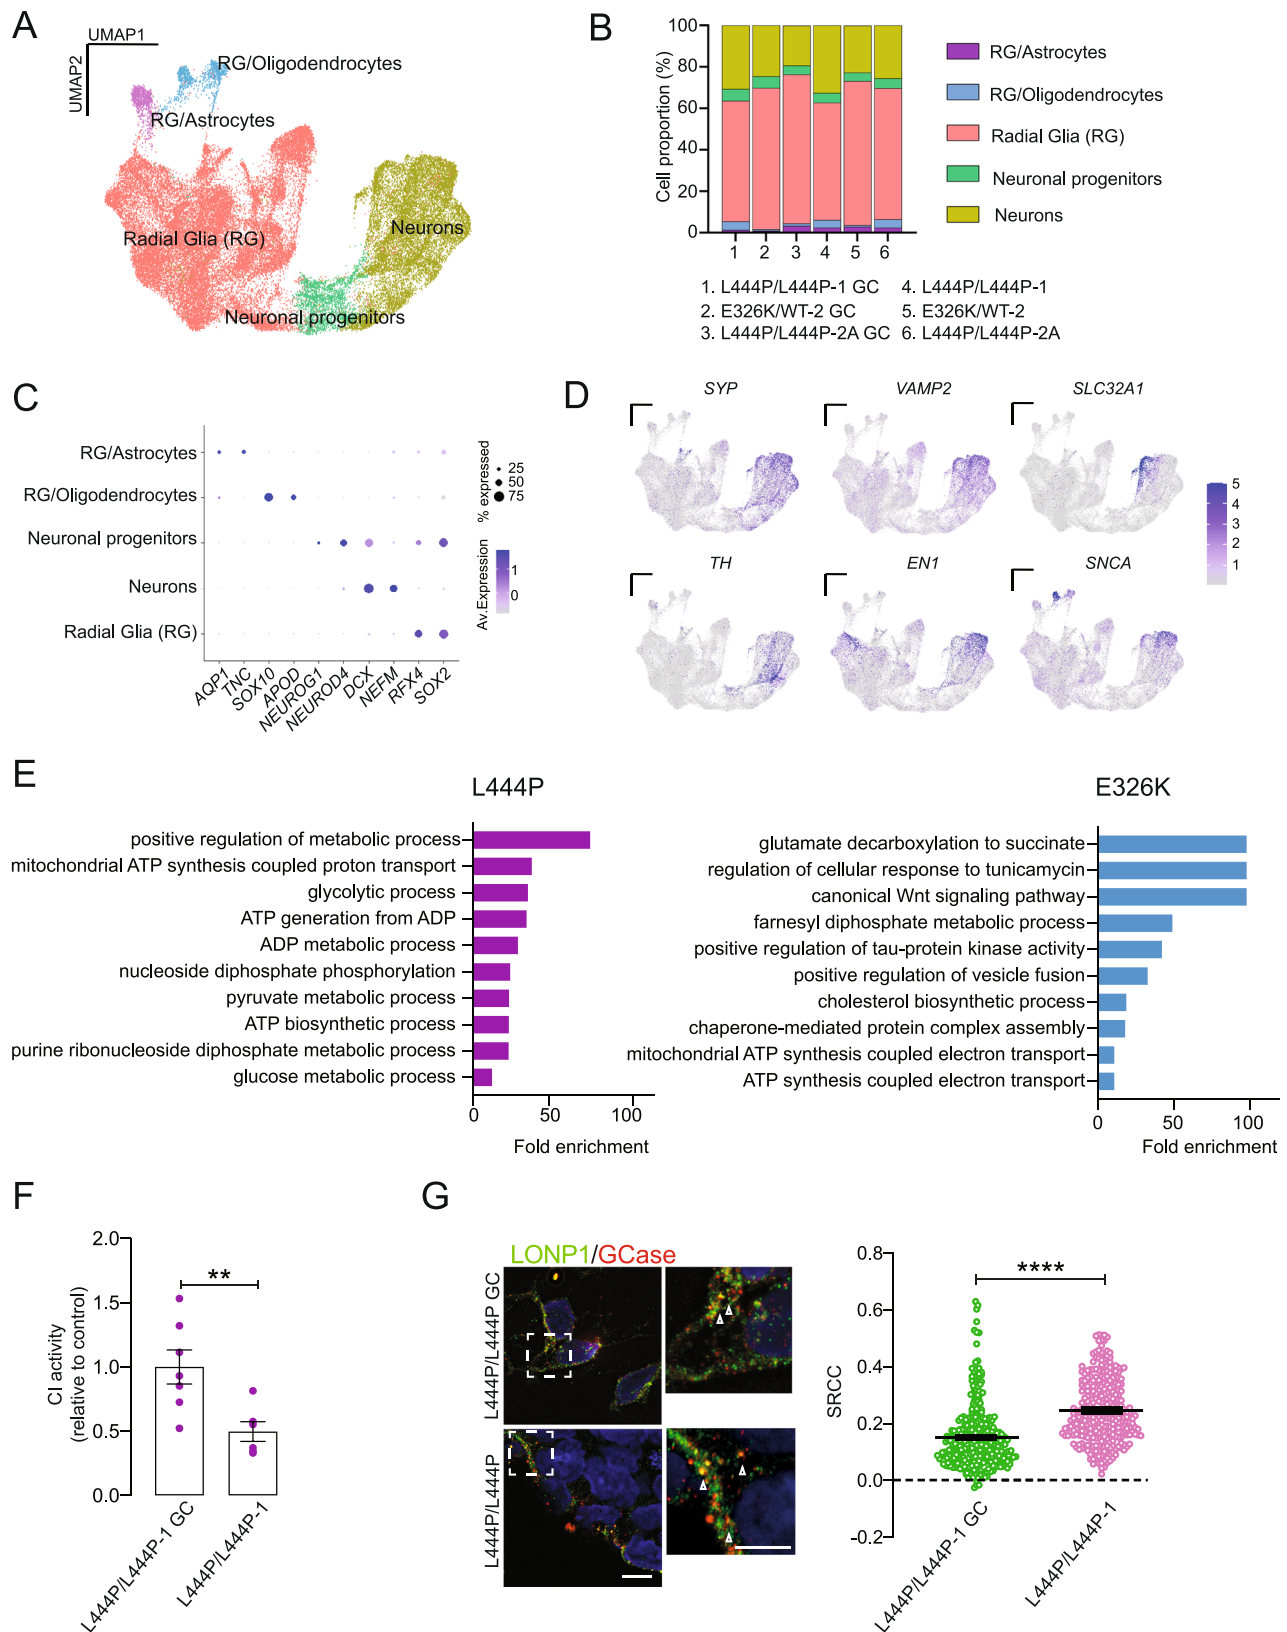 A
UMAP1
UMAP2
RG/Oligodendrocytes
RG/Astrocytes
Radial Glia (RG)
Neurons
Neuronal progenitors
B
Cell proportion (%)
100
80
60
40
20
0
1 2 3 4 5 6
RG/Astrocytes
RG/Oligodendrocytes
Radial Glia (RG)
Neuronal progenitors
Neurons
1. L444P/L444P-1 GC
2. E326K/WT-2 GC
3. L444P/L444P-2A GC
4. L444P/L444P-1
5. E326K/WT-2
6. L444P/L444P-2A
C
RG/Astrocytes
RG/Oligodendrocytes
Neuronal progenitors
Neurons
Radial Glia (RG)
AQP1
TNC
SOX10
APOD
NEUROG1
NEUROD4
DCX
NEFM
RFX4
SOX2
% expressed
25
50
75
Av.Expression
1
0
D
SYP
VAMP2
SLC32A1
TH
EN1
SNCA
5
4
3
2
1
E
L444P
positive regulation of metabolic process
mitochondrial ATP synthesis coupled proton transport
glycolytic process
ATP generation from ADP
ADP metabolic process
nucleoside diphosphate phosphorylation
pyruvate metabolic process
ATP biosynthetic process
purine ribonucleoside diphosphate metabolic process
glucose metabolic process
0 50 100
Fold enrichment
E326K
glutamate decarboxylation to succinate
regulation of cellular response to tunicamycin
canonical Wnt signaling pathway
farnesyl diphosphate metabolic process
positive regulation of tau-protein kinase activity
positive regulation of vesicle fusion
cholesterol biosynthetic process
chaperone-mediated protein complex assembly
mitochondrial ATP synthesis coupled electron transport
ATP synthesis coupled electron transport
0 50 100
Fold enrichment
F
CI activity
(relative to control)
2.0
1.5
1.0
0.5
0.0
**
L444P/L444P-1 GC
L444P/L444P-1
G
LONP1/GCase
L444P/L444P GC
L444P/L444P
SRCC
0.8
0.6
0.4
0.2
0.0
-0.2
****
L444P/L444P-1 GC
L444P/L444P-1